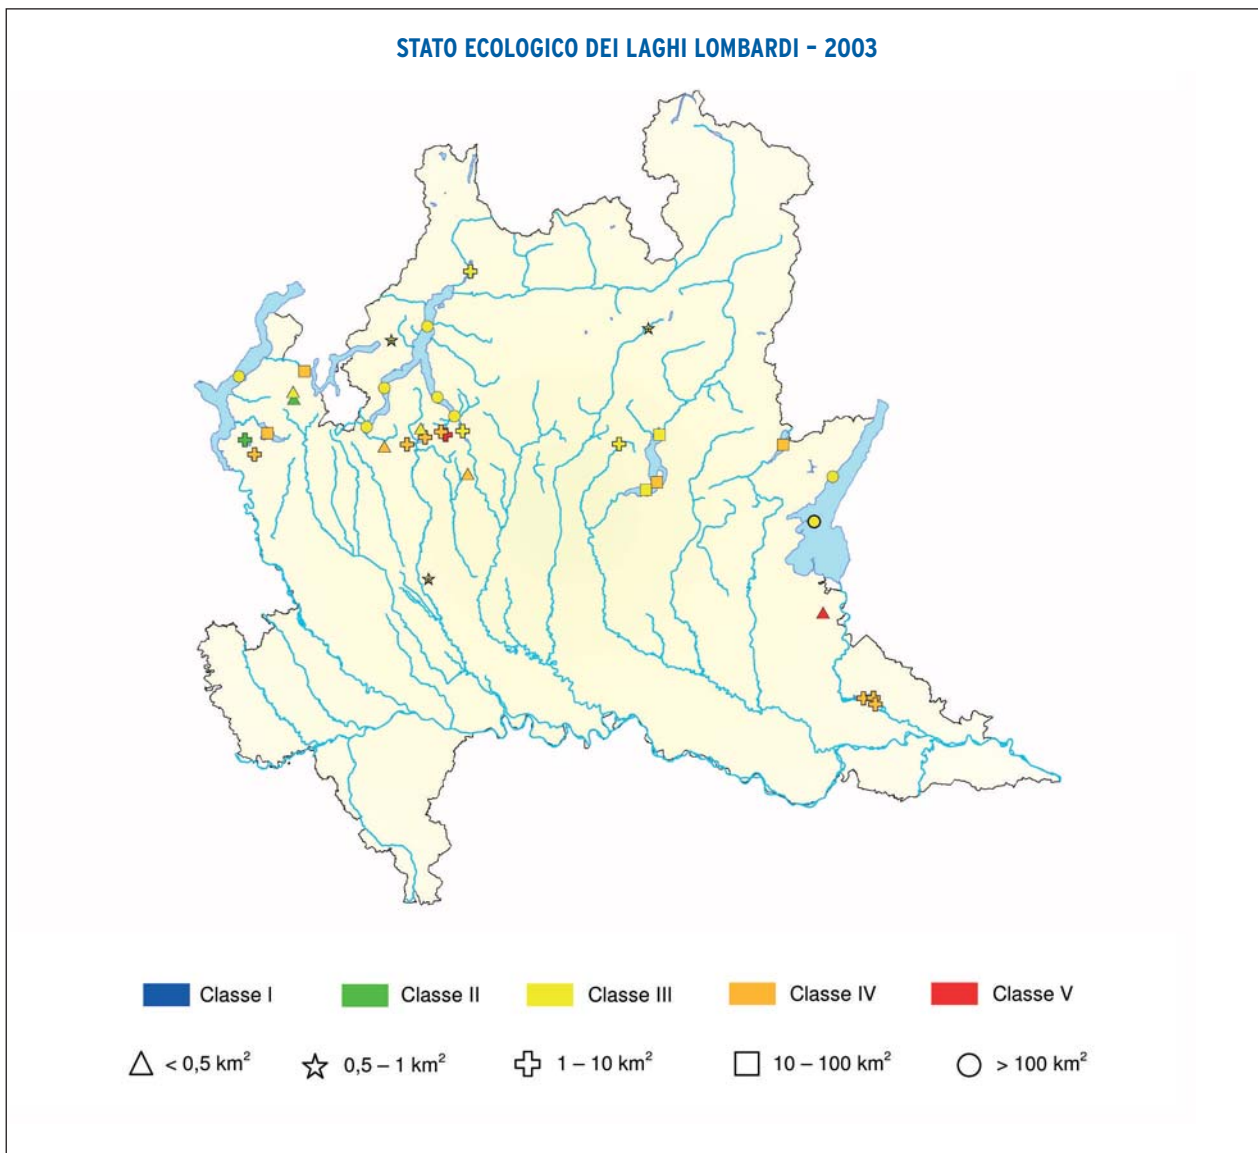 STATO ECOLOGICO DEI LAGHI LOMBARDI – 2003
Classe I Classe II Classe III Classe IV Classe V
< 0,5 km² 0,5 – 1 km² 1 – 10 km² 10 – 100 km² > 100 km²